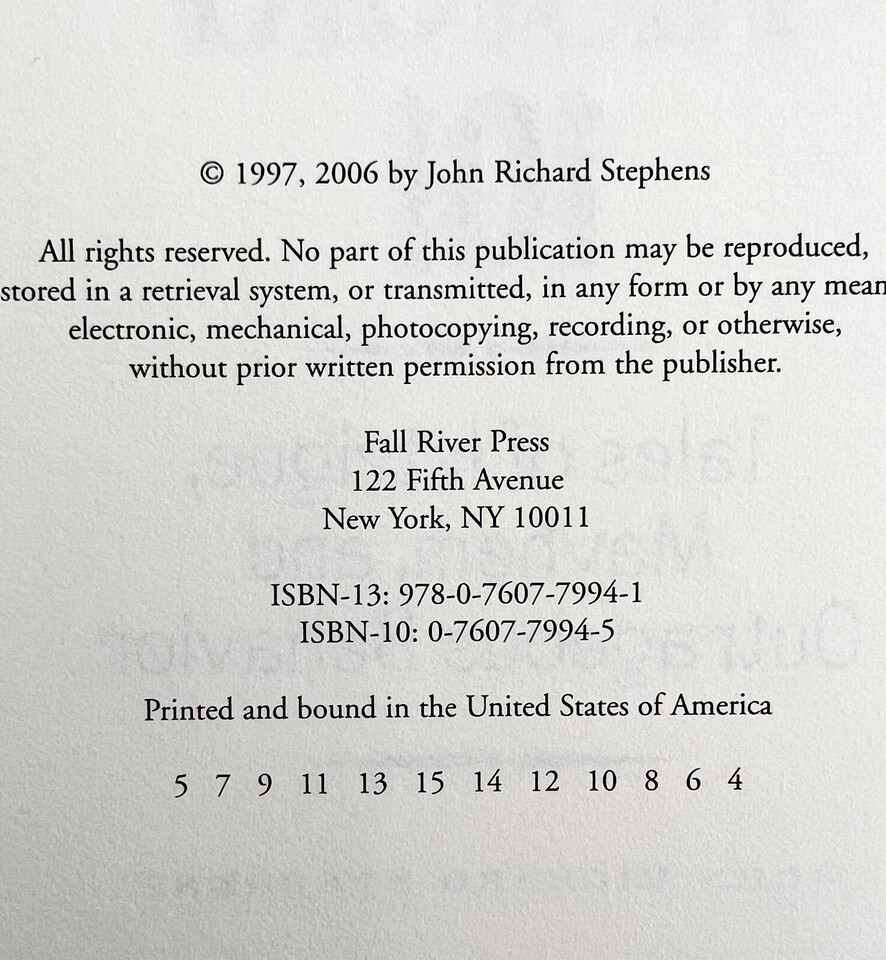 © 1997, 2006 by John Richard Stephens
All rights reserved. No part of this publication may be reproduced,
stored in a retrieval system, or transmitted, in any form or by any mean
electronic, mechanical, photocopying, recording, or otherwise,
without prior written permission from the publisher.
Fall River Press
122 Fifth Avenue
New York, NY 10011
ISBN-13: 978-0-7607-7994-1
ISBN-10: 0-7607-7994-5
Printed and bound in the United States of America
5 7 9 11 13 15 14 12 10 8 6 4